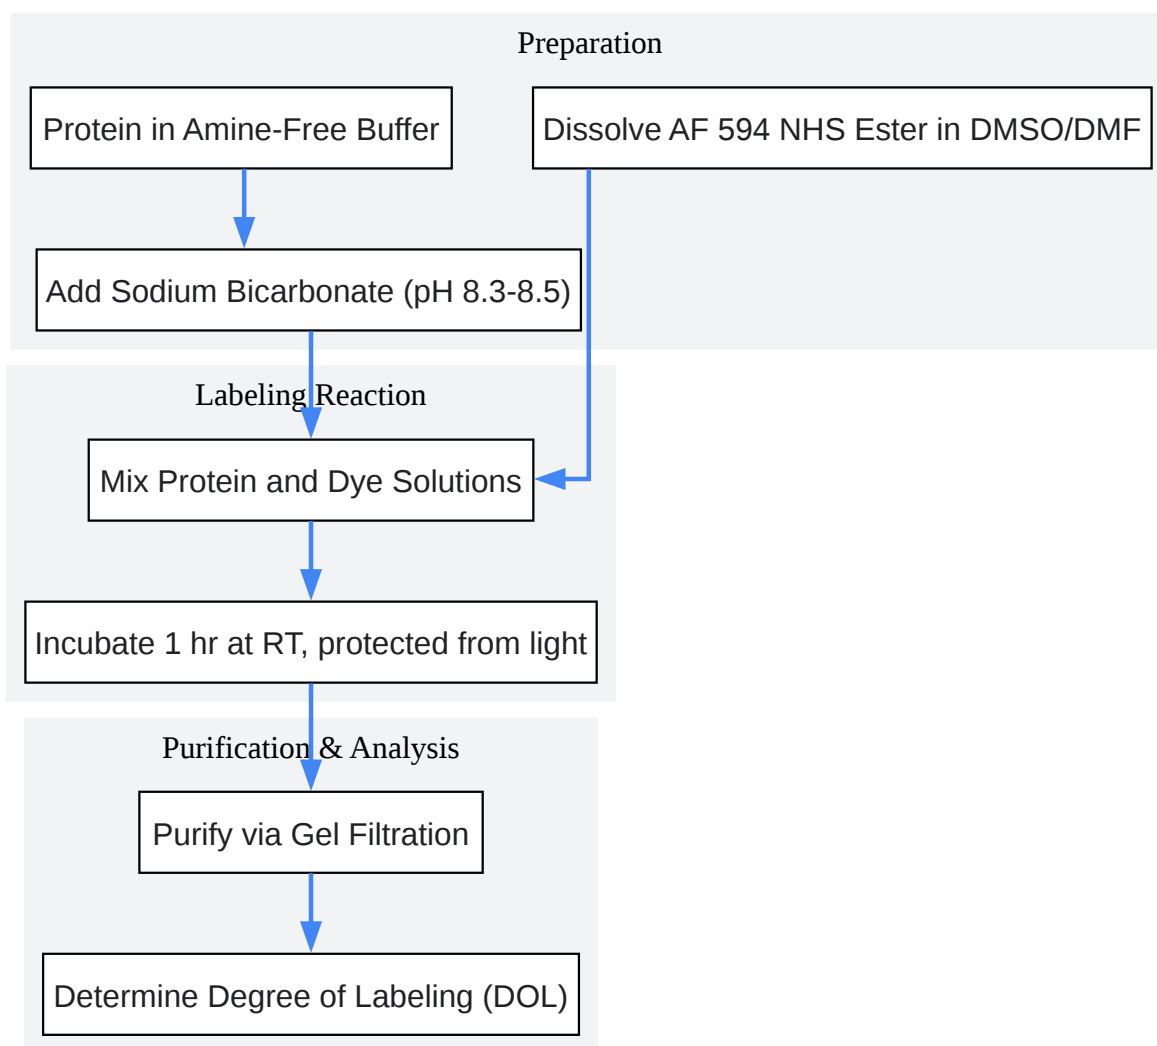 Preparation
Protein in Amine-Free Buffer
Dissolve AF 594 NHS Ester in DMSO/DMF
Add Sodium Bicarbonate (pH 8.3-8.5)
Labeling Reaction
Mix Protein and Dye Solutions
Incubate 1 hr at RT, protected from light
Purification & Analysis
Purify via Gel Filtration
Determine Degree of Labeling (DOL)